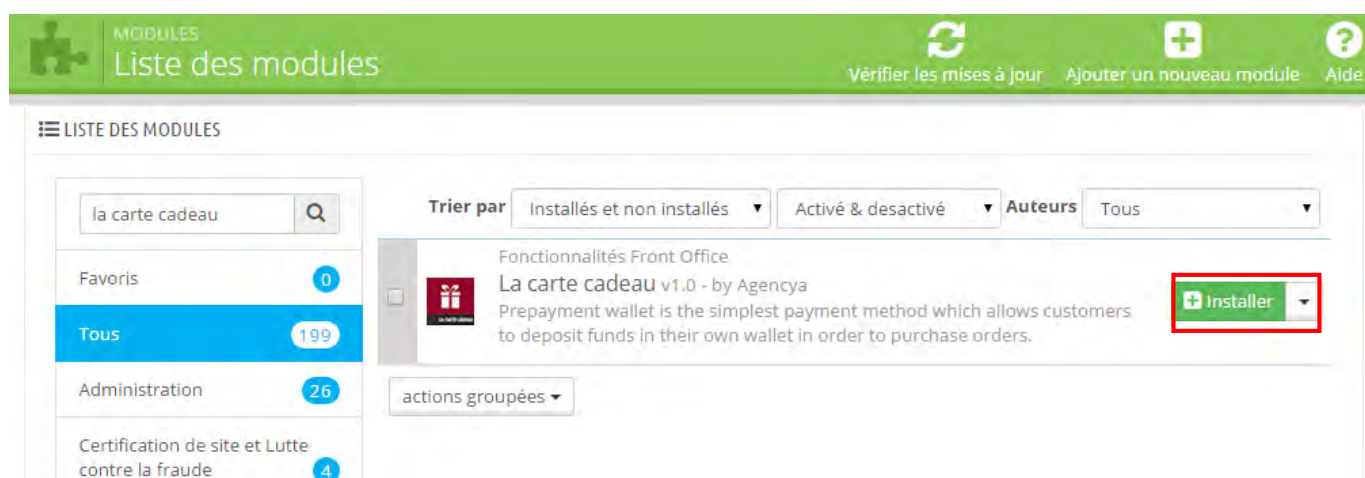 MODULES
Liste des modules
Vérifier les mises à jour
Ajouter un nouveau module
Aide
LISTE DES MODULES
la carte cadeau
Trier par
Installés et non installés
Activé & desactivé
Auteurs
Tous
Favoris
0
Tous
199
Administration
26
Certification de site et Lutte
contre la fraude
4
Fonctionnalités Front Office
La carte cadeau v1.0 - by Agencya
Prepayment wallet is the simplest payment method which allows customers
to deposit funds in their own wallet in order to purchase orders.
Installer
actions groupées